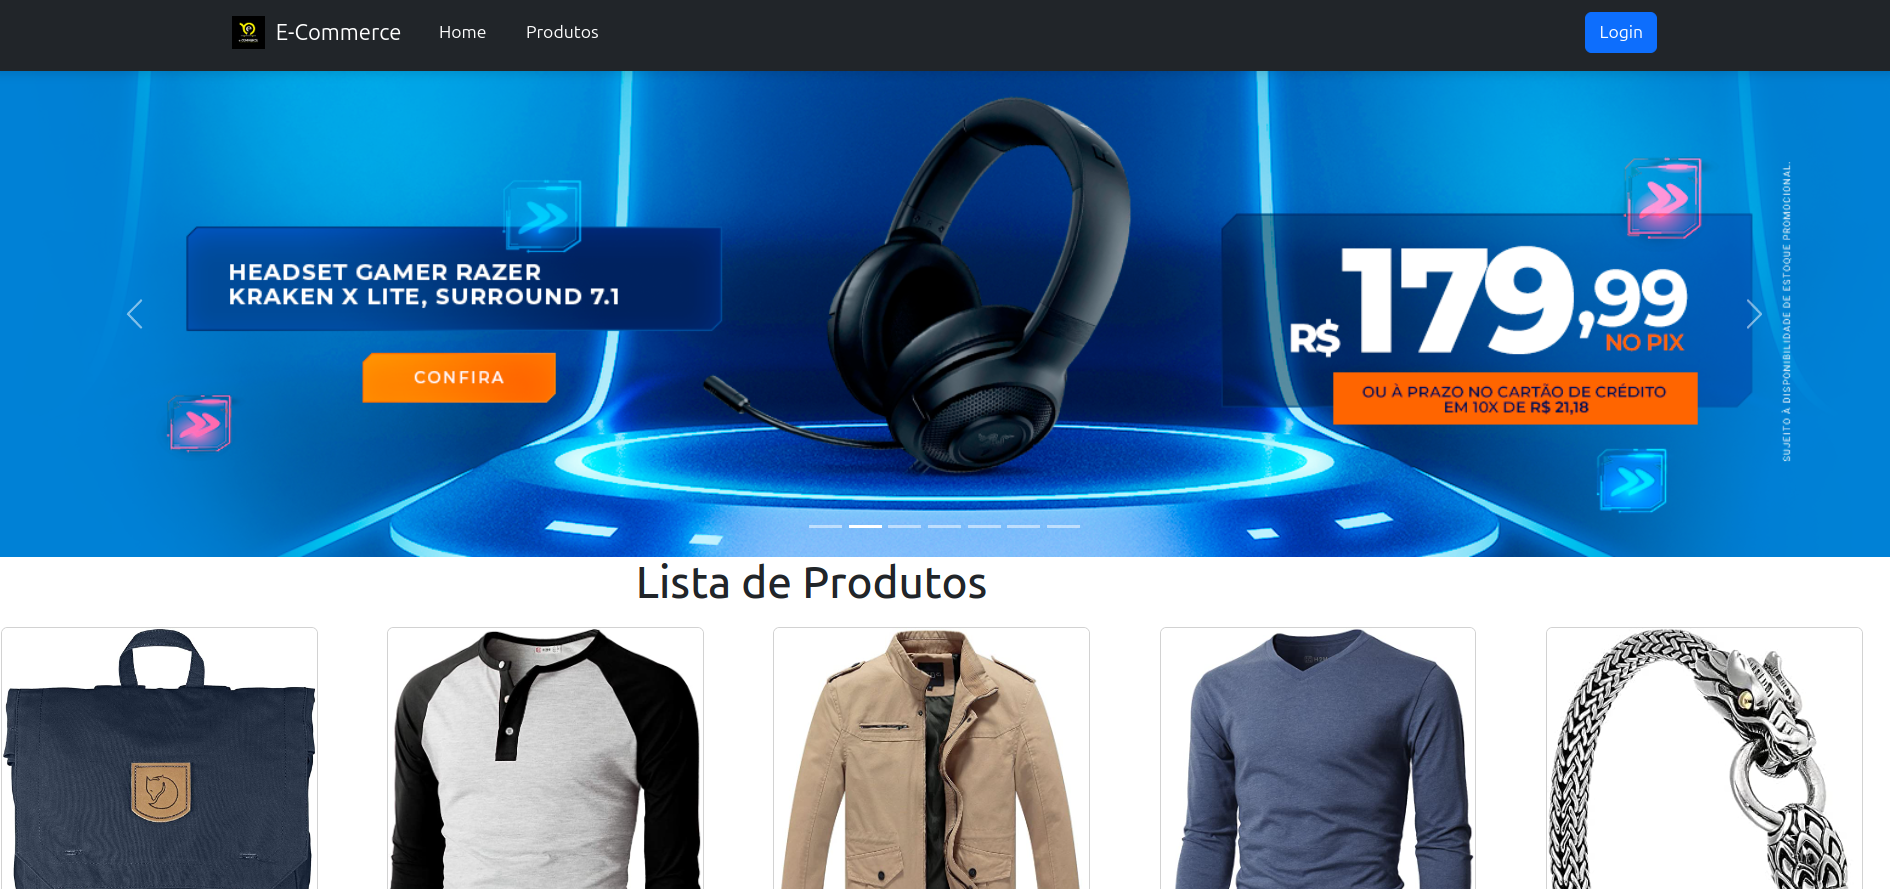 E-Commerce
Home
Produtos
Login
HEADSET GAMER RAZER
KRAKEN X LITE, SURROUND 7.1
CONFIRA
R$ 179,99
NO PIX
OU À PRAZO NO CARTÃO DE CRÉDITO
EM 10X DE R$ 21,18
SUJEITO À DISPONIBILIDADE DE ESTOQUE PROMOCIONAL.
Lista de Produtos